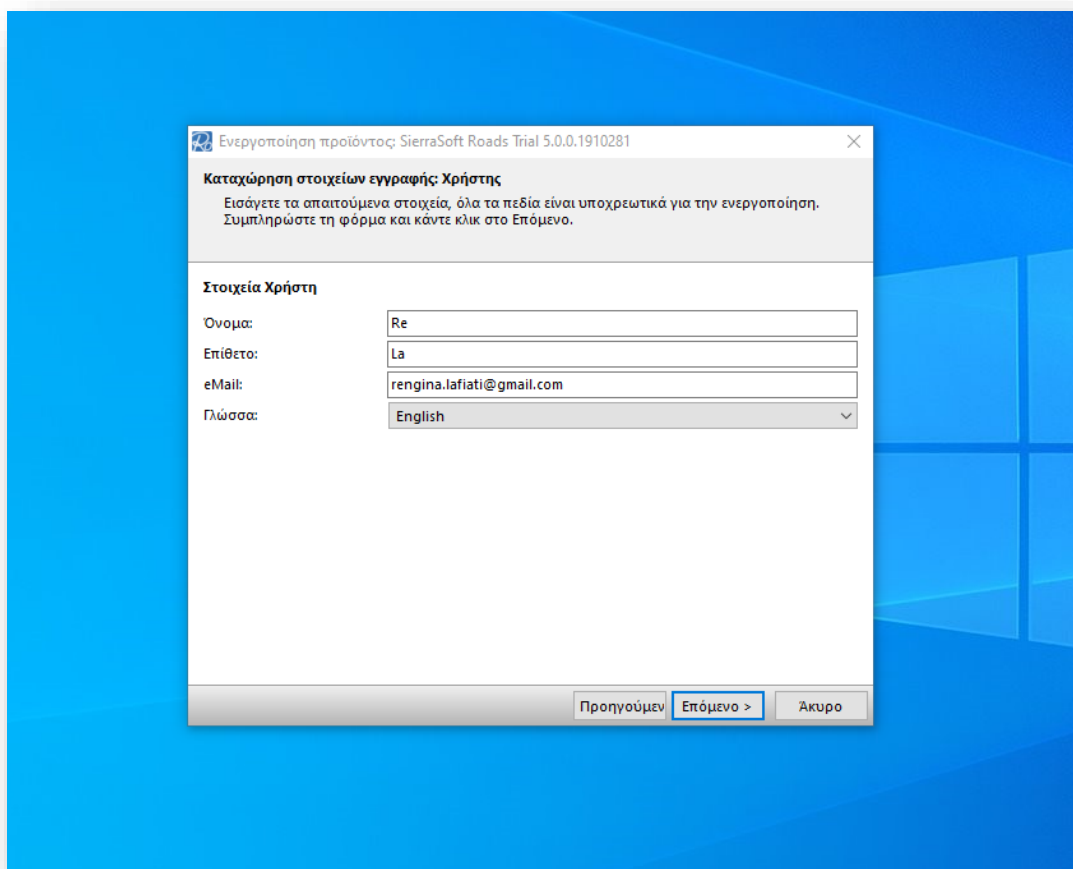 Ενεργοποίηση προϊόντος: SierraSoft Roads Trial 5.0.0.1910281
Καταχώρηση στοιχείων εγγραφής: Χρήστης
Εισάγετε τα απαιτούμενα στοιχεία, όλα τα πεδία είναι υποχρεωτικά για την ενεργοποίηση.
Συμπληρώστε τη φόρμα και κάντε κλικ στο Επόμενο.
Στοιχεία Χρήστη
Όνομα: Re
Επίθετο: La
eMail: rengina.lafiati@gmail.com
Γλώσσα: English
Προηγούμεν Επόμενο > Άκυρο